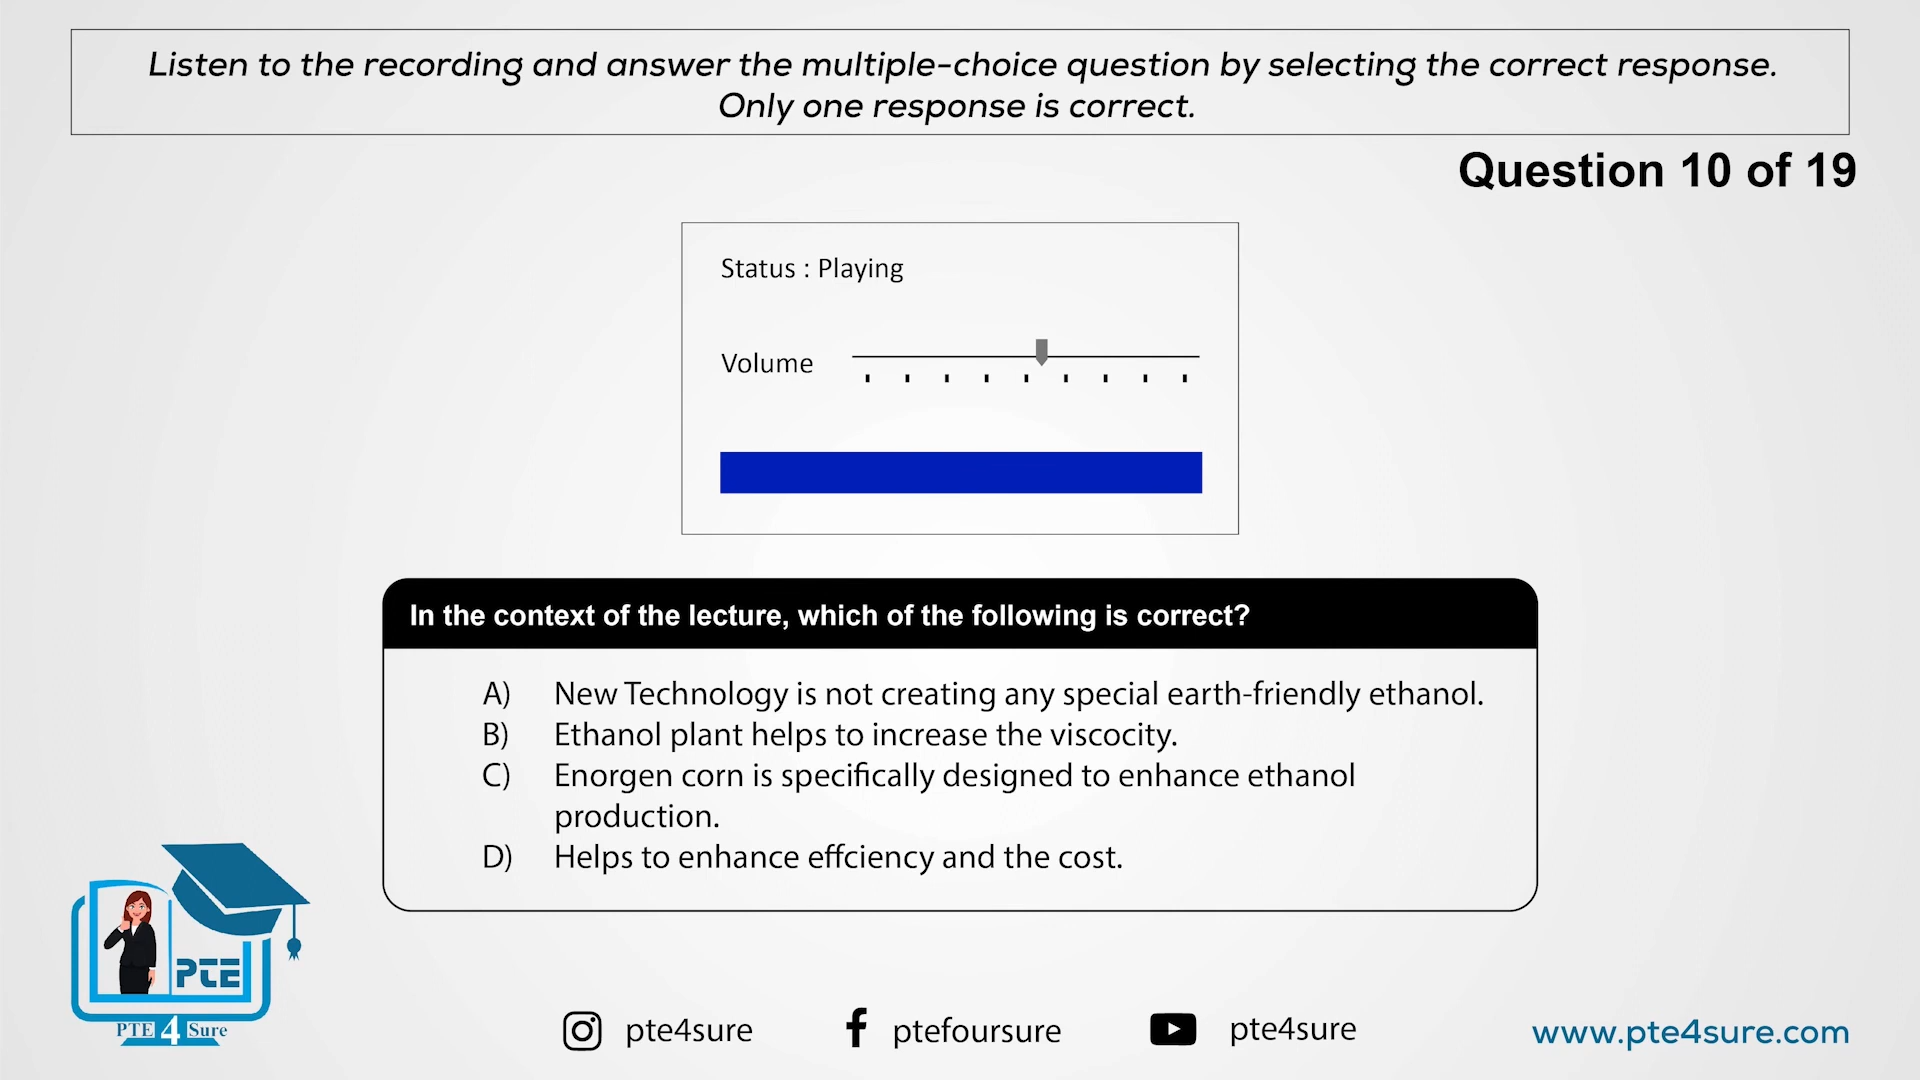 Listen to the recording and answer the multiple-choice question by selecting the correct response.
Only one response is correct.
Question 10 of 19
Status : Playing
Volume
In the context of the lecture, which of the following is correct?
A) New Technology is not creating any special earth-friendly ethanol.
B) Ethanol plant helps to increase the viscocity.
C) Enorgen corn is specifically designed to enhance ethanol
production.
D) Helps to enhance effciency and the cost.
PTE
PTE 4 Sure
pte4sure
ptefoursure
pte4sure
www.pte4sure.com